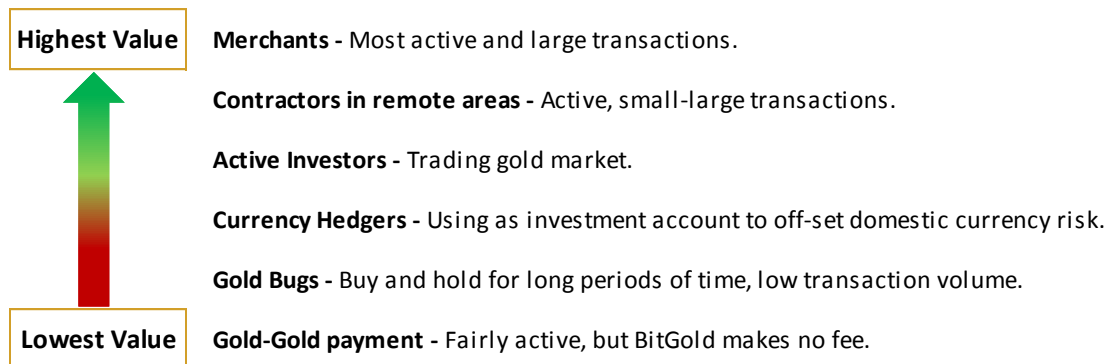 Highest Value
Merchants - Most active and large transactions.
Contractors in remote areas - Active, small-large transactions.
Active Investors - Trading gold market.
Currency Hedgers - Using as investment account to off-set domestic currency risk.
Gold Bugs - Buy and hold for long periods of time, low transaction volume.
Lowest Value
Gold-Gold payment - Fairly active, but BitGold makes no fee.